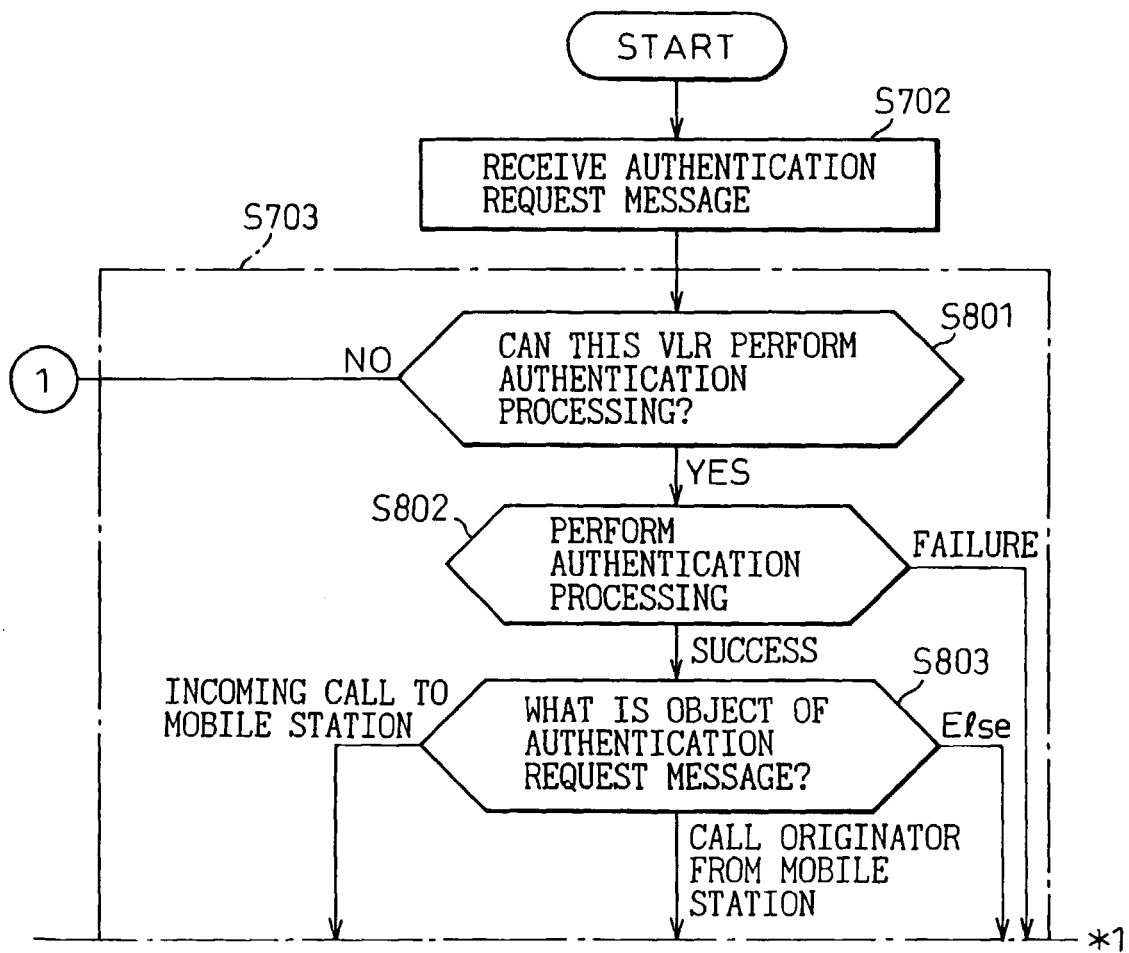 START
S702
RECEIVE AUTHENTICATION
REQUEST MESSAGE
S703
S801
CAN THIS VLR PERFORM
AUTHENTICATION
PROCESSING?
NO
1
YES
S802
PERFORM
AUTHENTICATION
PROCESSING
FAILURE
SUCCESS
S803
INCOMING CALL TO
MOBILE STATION
WHAT IS OBJECT OF
AUTHENTICATION
REQUEST MESSAGE?
Else
CALL ORIGINATOR
FROM MOBILE
STATION
*1